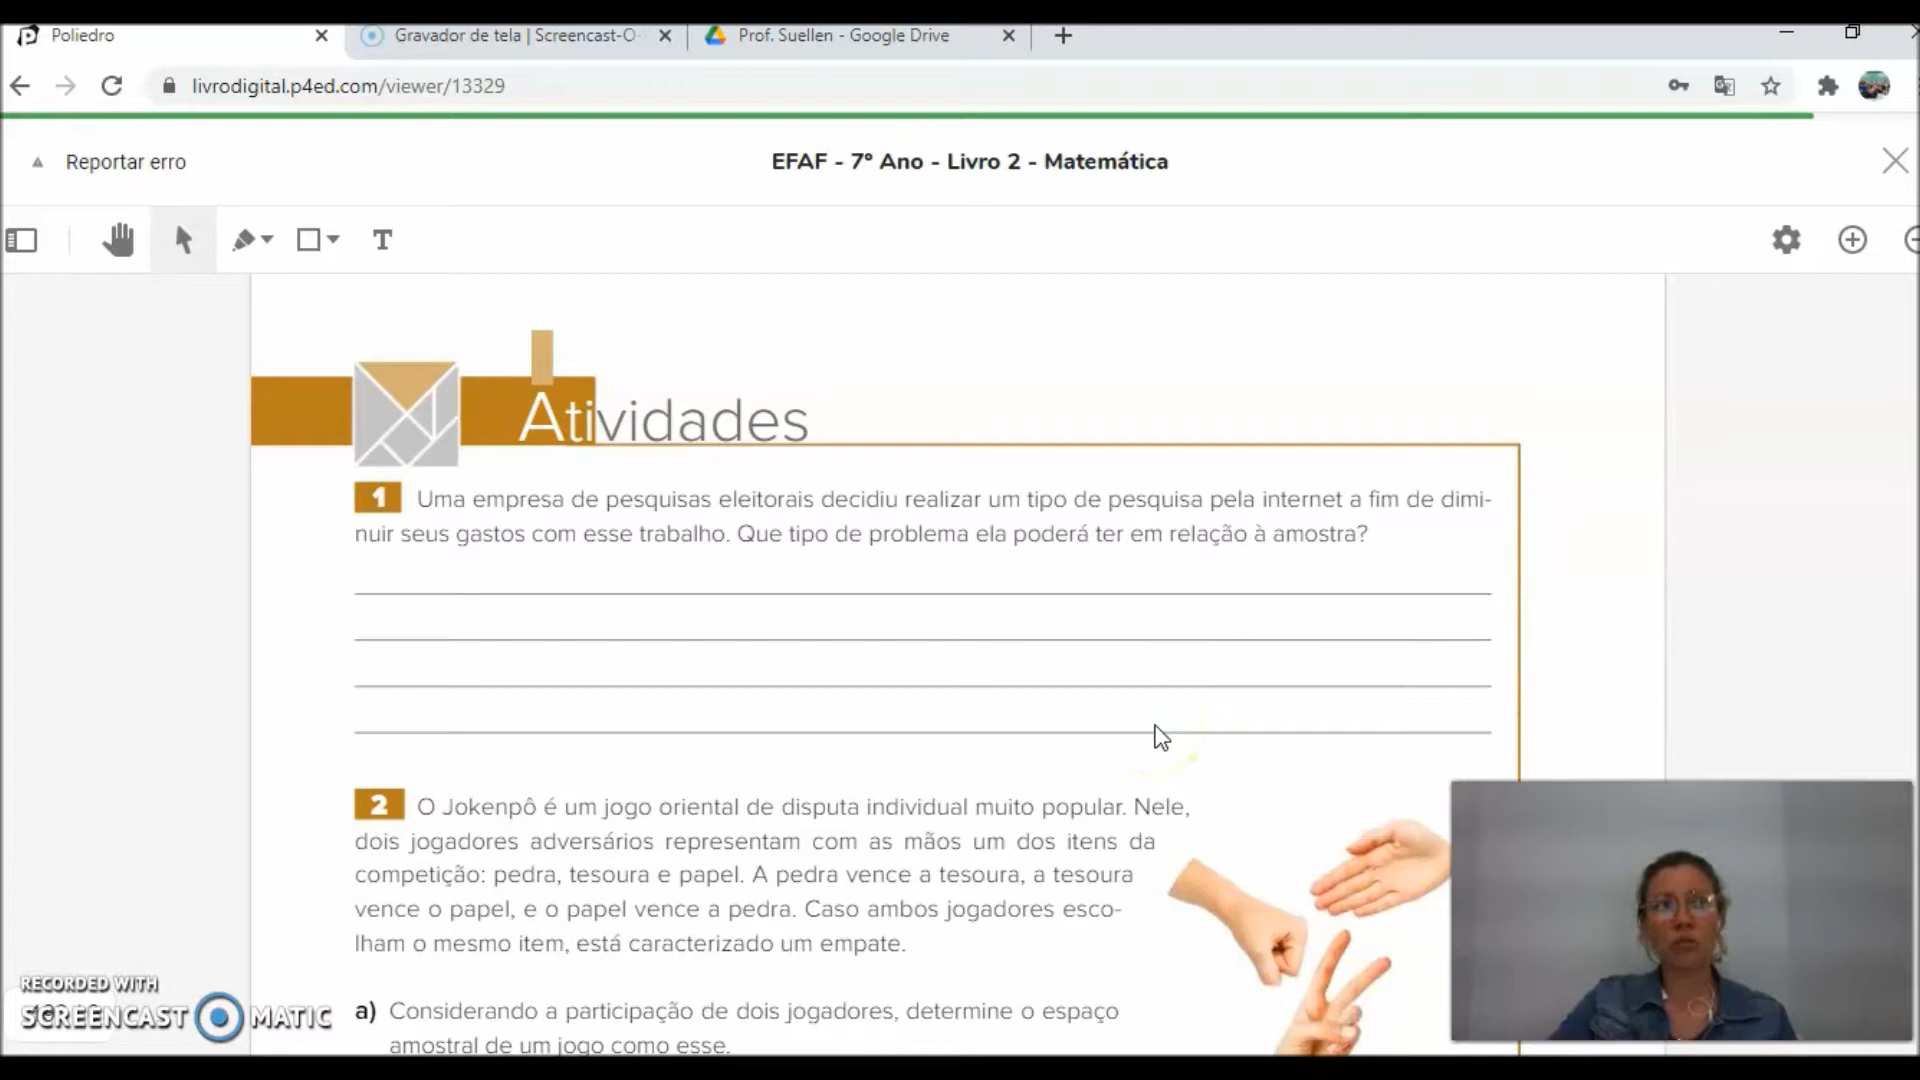 Poliedro
Gravador de tela | Screencast-O-
Prof. Suellen - Google Drive
livrodigital.p4ed.com/viewer/13329
Reportar erro
EFAF - 7º Ano - Livro 2 - Matemática
T
Atividades
1 Uma empresa de pesquisas eleitorais decidiu realizar um tipo de pesquisa pela internet a fim de dimi-
nuir seus gastos com esse trabalho. Que tipo de problema ela poderá ter em relação à amostra?
2 O Jokenpô é um jogo oriental de disputa individual muito popular. Nele,
dois jogadores adversários representam com as mãos um dos itens da
competição: pedra, tesoura e papel. A pedra vence a tesoura, a tesoura
vence o papel, e o papel vence a pedra. Caso ambos jogadores esco-
lham o mesmo item, está caracterizado um empate.
a) Considerando a participação de dois jogadores, determine o espaço
amostral de um jogo como esse.
RECORDED WITH
SCREENCAST MATIC